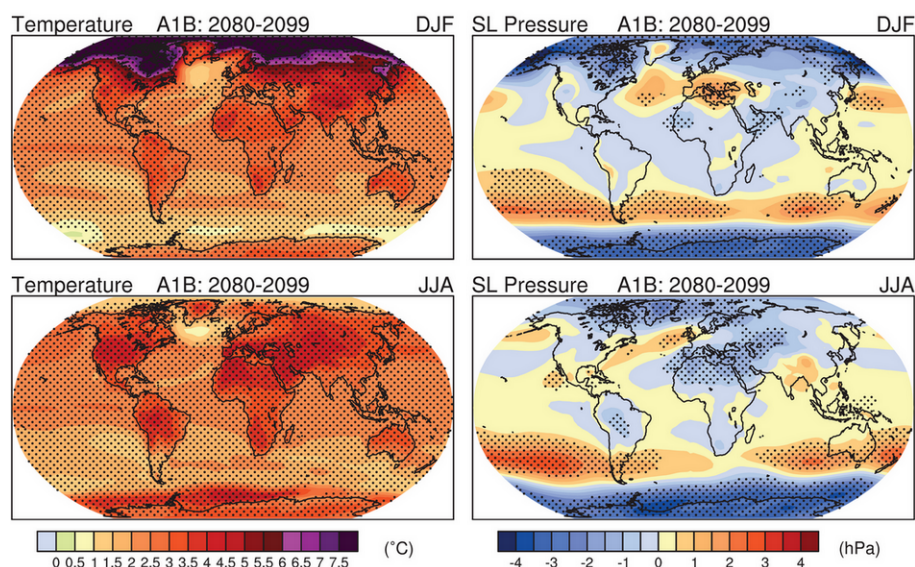 Temperature A1B: 2080-2099 DJF
SL Pressure A1B: 2080-2099 DJF
Temperature A1B: 2080-2099 JJA
SL Pressure A1B: 2080-2099 JJA
0 0.5 1 1.5 2 2.5 3 3.5 4 4.5 5 5.5 6 6.5 7 7.5 (°C)
-4 -3 -2 -1 0 1 2 3 4 (hPa)